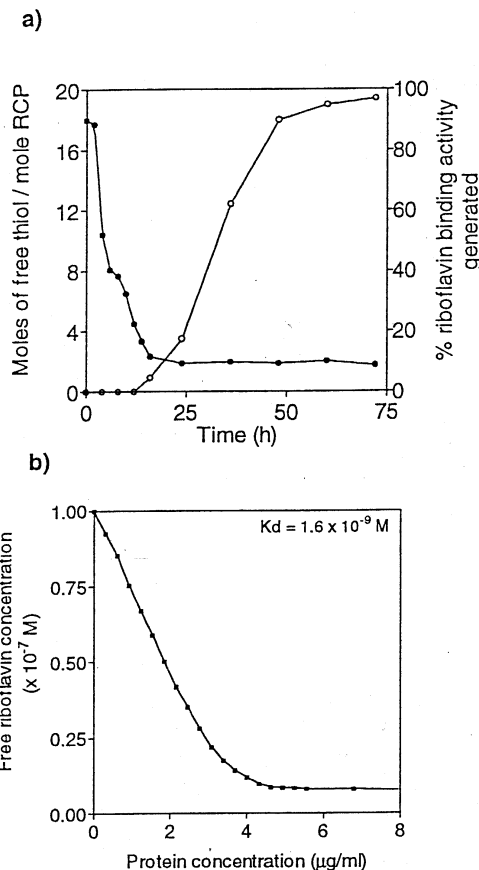 a)
Moles of free thiol / mole RCP
20
16
12
8
4
0
100
80
60
40
20
0
% riboflavin binding activity
generated
0 25 50 75
Time (h)
b)
Free riboflavin concentration
(x 10⁻⁷ M)
1.00
0.75
0.50
0.25
0.00
Kd = 1.6 x 10⁻⁹ M
0 2 4 6 8
Protein concentration (μg/ml)